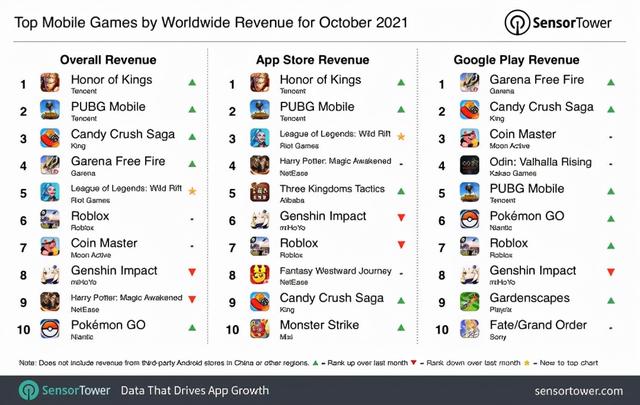 Top Mobile Games by Worldwide Revenue for October 2021
SensorTower
Overall Revenue
1 Honor of Kings
Tencent
2 PUBG Mobile
Tencent
3 Candy Crush Saga
King
4 Garena Free Fire
Garena
5 League of Legends: Wild Rift
Riot Games
6 Roblox
Roblox
-
7 Coin Master
Moon Active
-
8 Genshin Impact
miHoYo
9 Harry Potter: Magic Awakened
NetEase
10 Pokémon GO
Niantic
App Store Revenue
1 Honor of Kings
Tencent
2 PUBG Mobile
Tencent
3 League of Legends: Wild Rift
Riot Games
4 Harry Potter: Magic Awakened
NetEase
-
5 Three Kingdoms Tactics
Alibaba
6 Genshin Impact
miHoYo
7 Roblox
Roblox
8 Fantasy Westward Journey
NetEase
-
9 Candy Crush Saga
King
10 Monster Strike
Mixi
Google Play Revenue
1 Garena Free Fire
Garena
2 Candy Crush Saga
King
3 Coin Master
Moon Active
-
4 Odin: Valhalla Rising
Kakao Games
-
5 PUBG Mobile
Tencent
6 Pokémon GO
Niantic
7 Roblox
Roblox
8 Genshin Impact
miHoYo
9 Gardenscapes
Playrix
10 Fate/Grand Order
Sony
-
Note: Does not include revenue from third-party Android stores in China or other regions. ▲ = Rank up over last month ▼ = Rank down over last month ★ = New to top chart
SensorTower Data That Drives App Growth sensortower.com